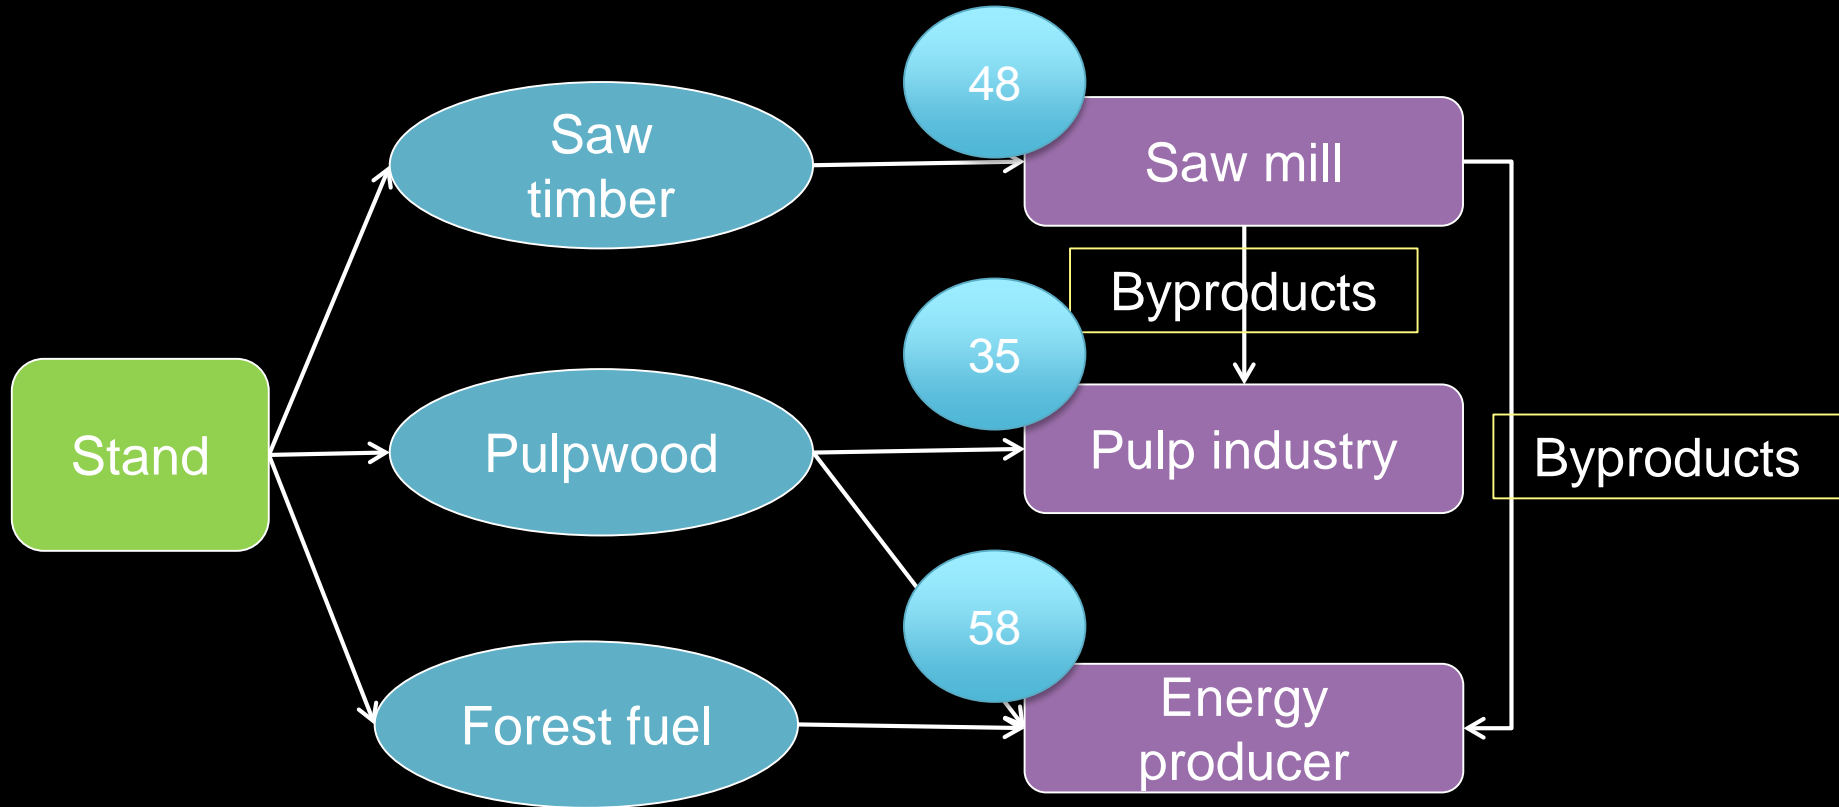 48
Saw
timber
Saw mill
Byproducts
35
Stand
Pulpwood
Pulp industry
Byproducts
58
Forest fuel
Energy
producer